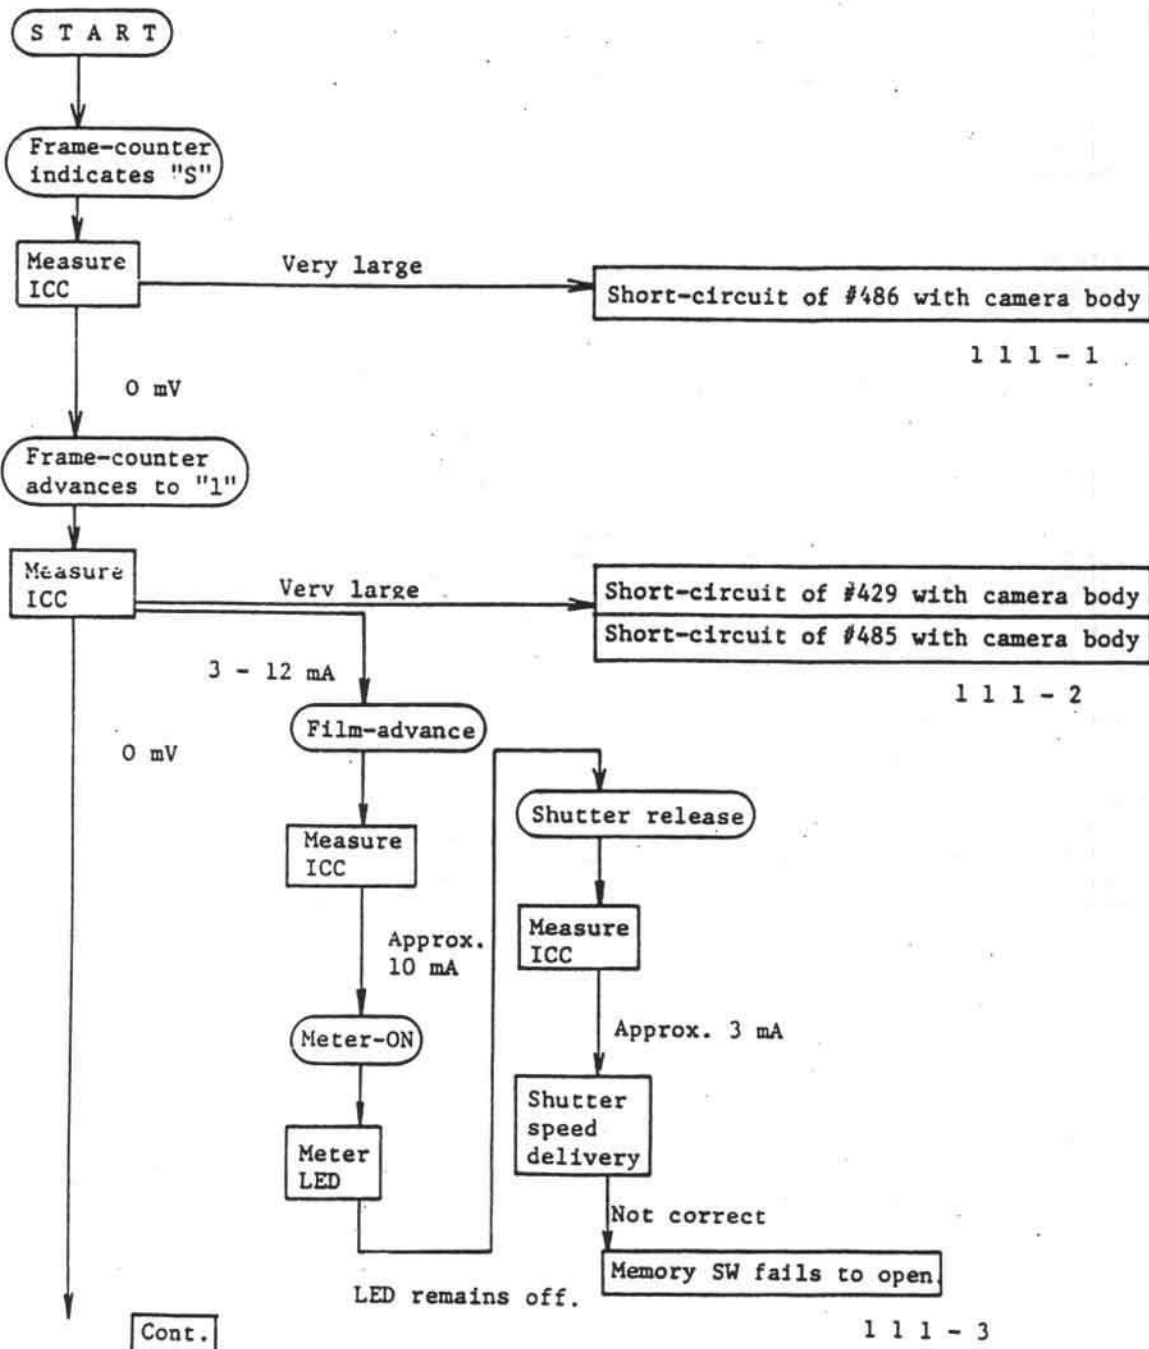 S T A R T
Frame-counter
indicates "S"
Measure
ICC
Very large
Short-circuit of #486 with camera body
1 1 1 - 1
0 mV
Frame-counter
advances to "1"
Measure
ICC
Very large
Short-circuit of #429 with camera body
Short-circuit of #485 with camera body
1 1 1 - 2
3 - 12 mA
0 mV
Film-advance
Measure
ICC
Approx.
10 mA
Meter-ON
Meter
LED
LED remains off.
Shutter release
Measure
ICC
Approx. 3 mA
Shutter
speed
delivery
Not correct
Memory SW fails to open.
1 1 1 - 3
Cont.